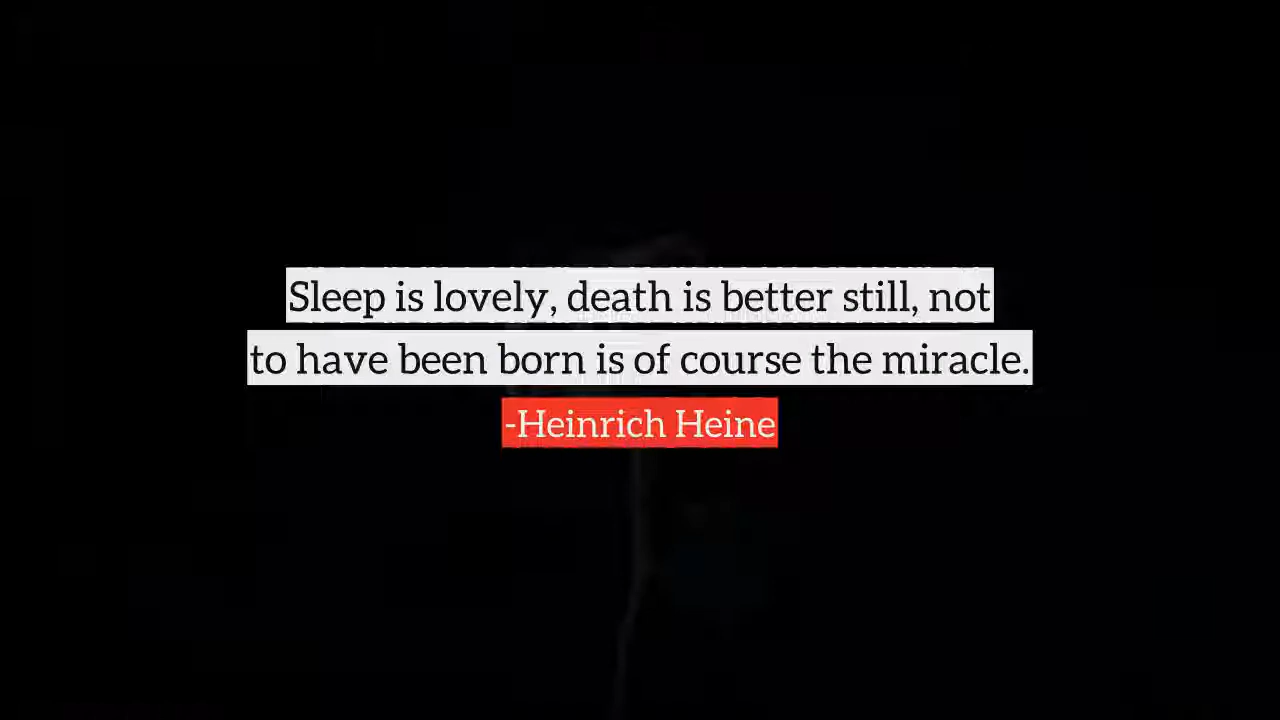 Sleep is lovely, death is better still, not
to have been born is of course the miracle.
-Heinrich Heine